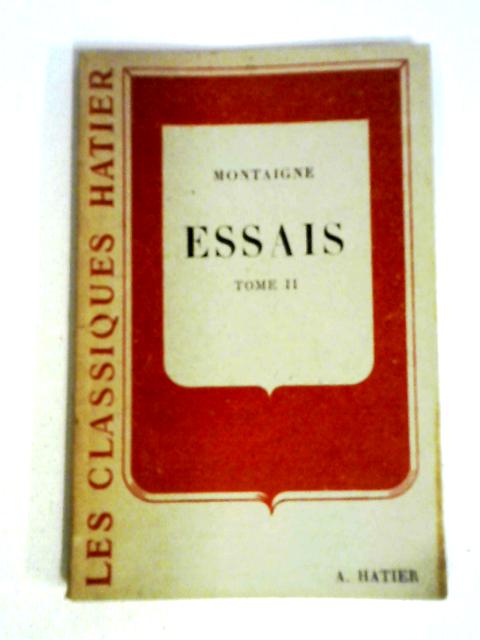 LES CLASSIQUES HATIER
MONTAIGNE
ESSAIS
TOME II
A. HATIER